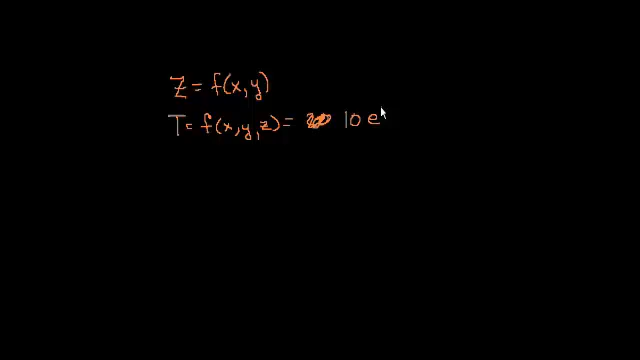 z = f(x,y)
T = f(x,y,z) = 10 e